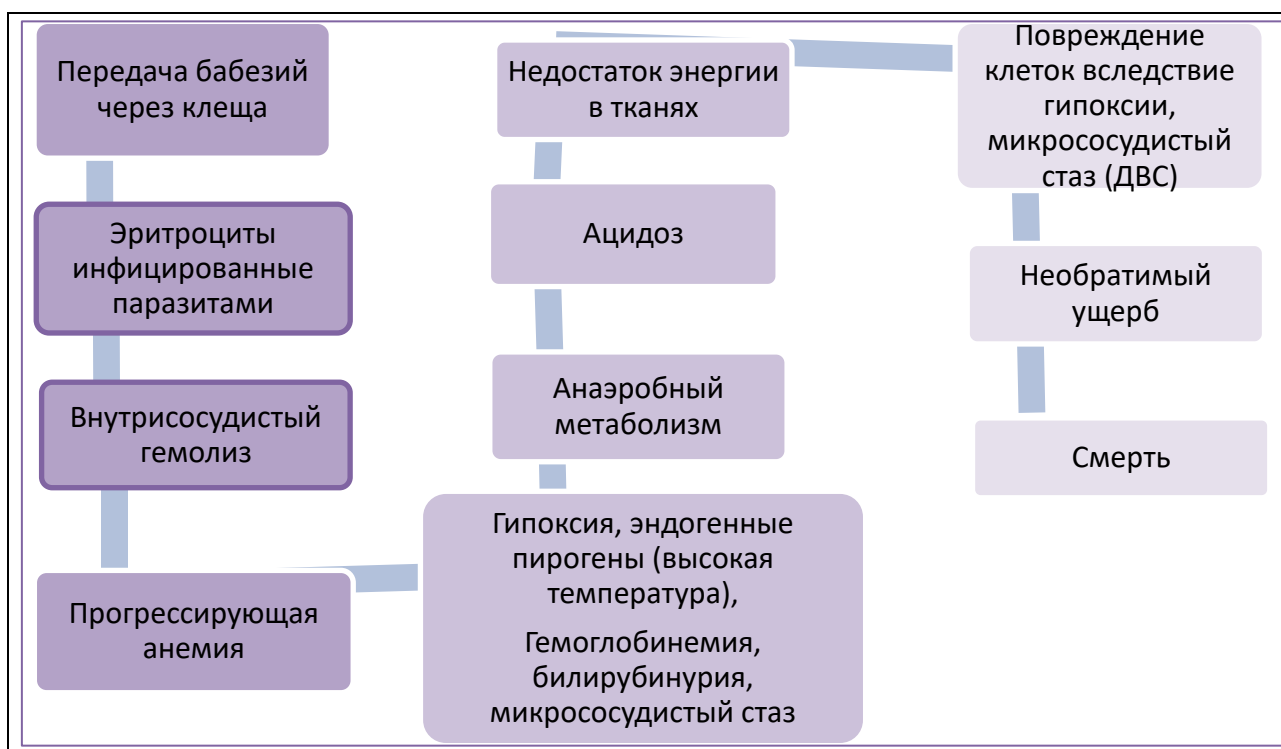 Передача бабезий
через клеща
Эритроциты
инфицированные
паразитами
Внутрисосудистый
гемолиз
Прогрессирующая
анемия
Гипоксия, эндогенные
пирогены (высокая
температура),
Гемоглобинемия,
билирубинурия,
микрососудистый стаз
Анаэробный
метаболизм
Ацидоз
Недостаток энергии
в тканях
Повреждение
клеток вследствие
гипоксии,
микрососудистый
стаз (ДВС)
Необратимый
ущерб
Смерть